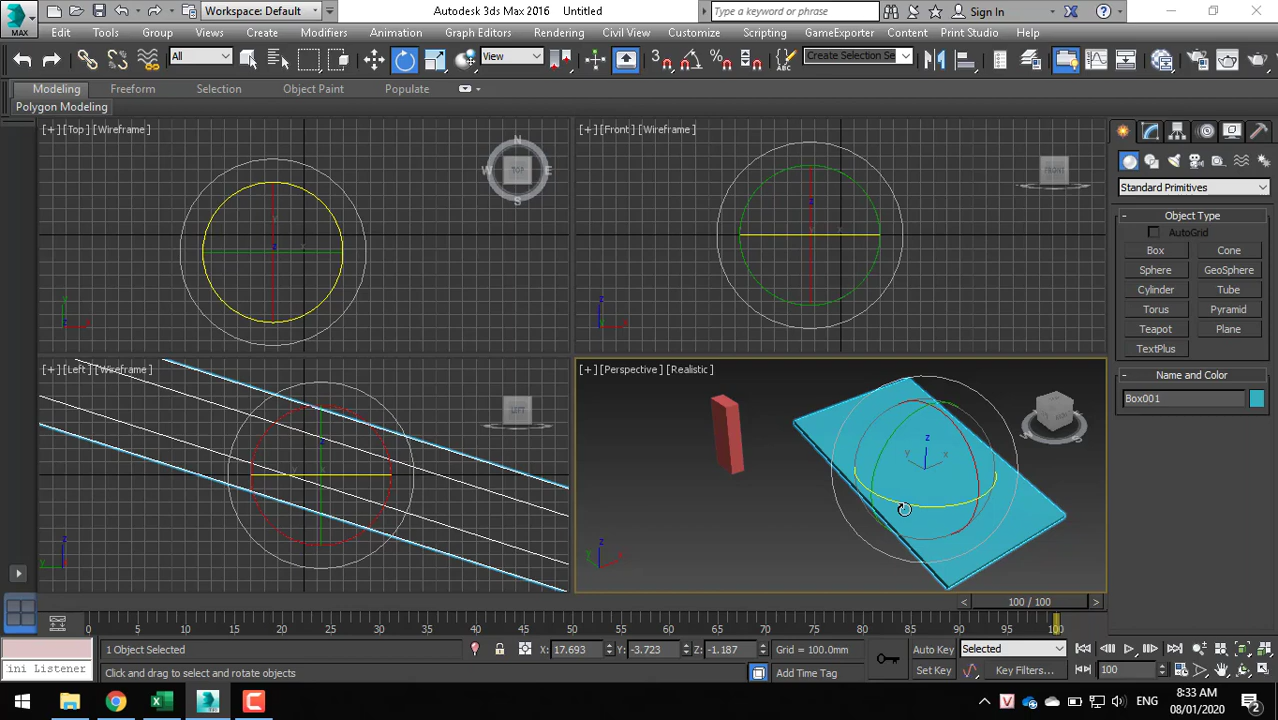 Workspace: Default
Autodesk 3ds Max 2016 Untitled
Type a keyword or phrase
Sign In
MAX
Edit Tools Group Views Create Modifiers Animation Graph Editors Rendering Civil View Customize Scripting GameExporter Content Print Studio Help
All
View
3
Create Selection Se
Modeling Freeform Selection Object Paint Populate
Polygon Modeling
[+] [Top] [Wireframe]
[+] [Front] [Wireframe]
N
W TOP E
S
FRONT
Standard Primitives
Object Type
AutoGrid
Box Cone
Sphere GeoSphere
Cylinder Tube
Torus Pyramid
Teapot Plane
TextPlus
[+] [Left] [Wireframe]
[+] [Perspective] [Realistic]
LEFT
Name and Color
Box001
100 / 100
0 5 10 15 20 25 30 35 40 45 50 55 60 65 70 75 80 85 90 95 100
1 Object Selected
X: 17.693 Y: -3.723 Z: -1.187 Grid = 100.0mm
Auto Key Selected
ini Listener
Click and drag to select and rotate objects
Add Time Tag
Set Key Key Filters... 100
ENG
8:33 AM
08/01/2020
2